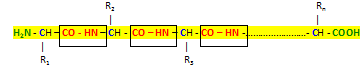 R₂ Rₙ
H₂N - CH - CO - HN - CH - CO - HN - CH - CO - HN -........................- CH - COOH
R₁ R₃